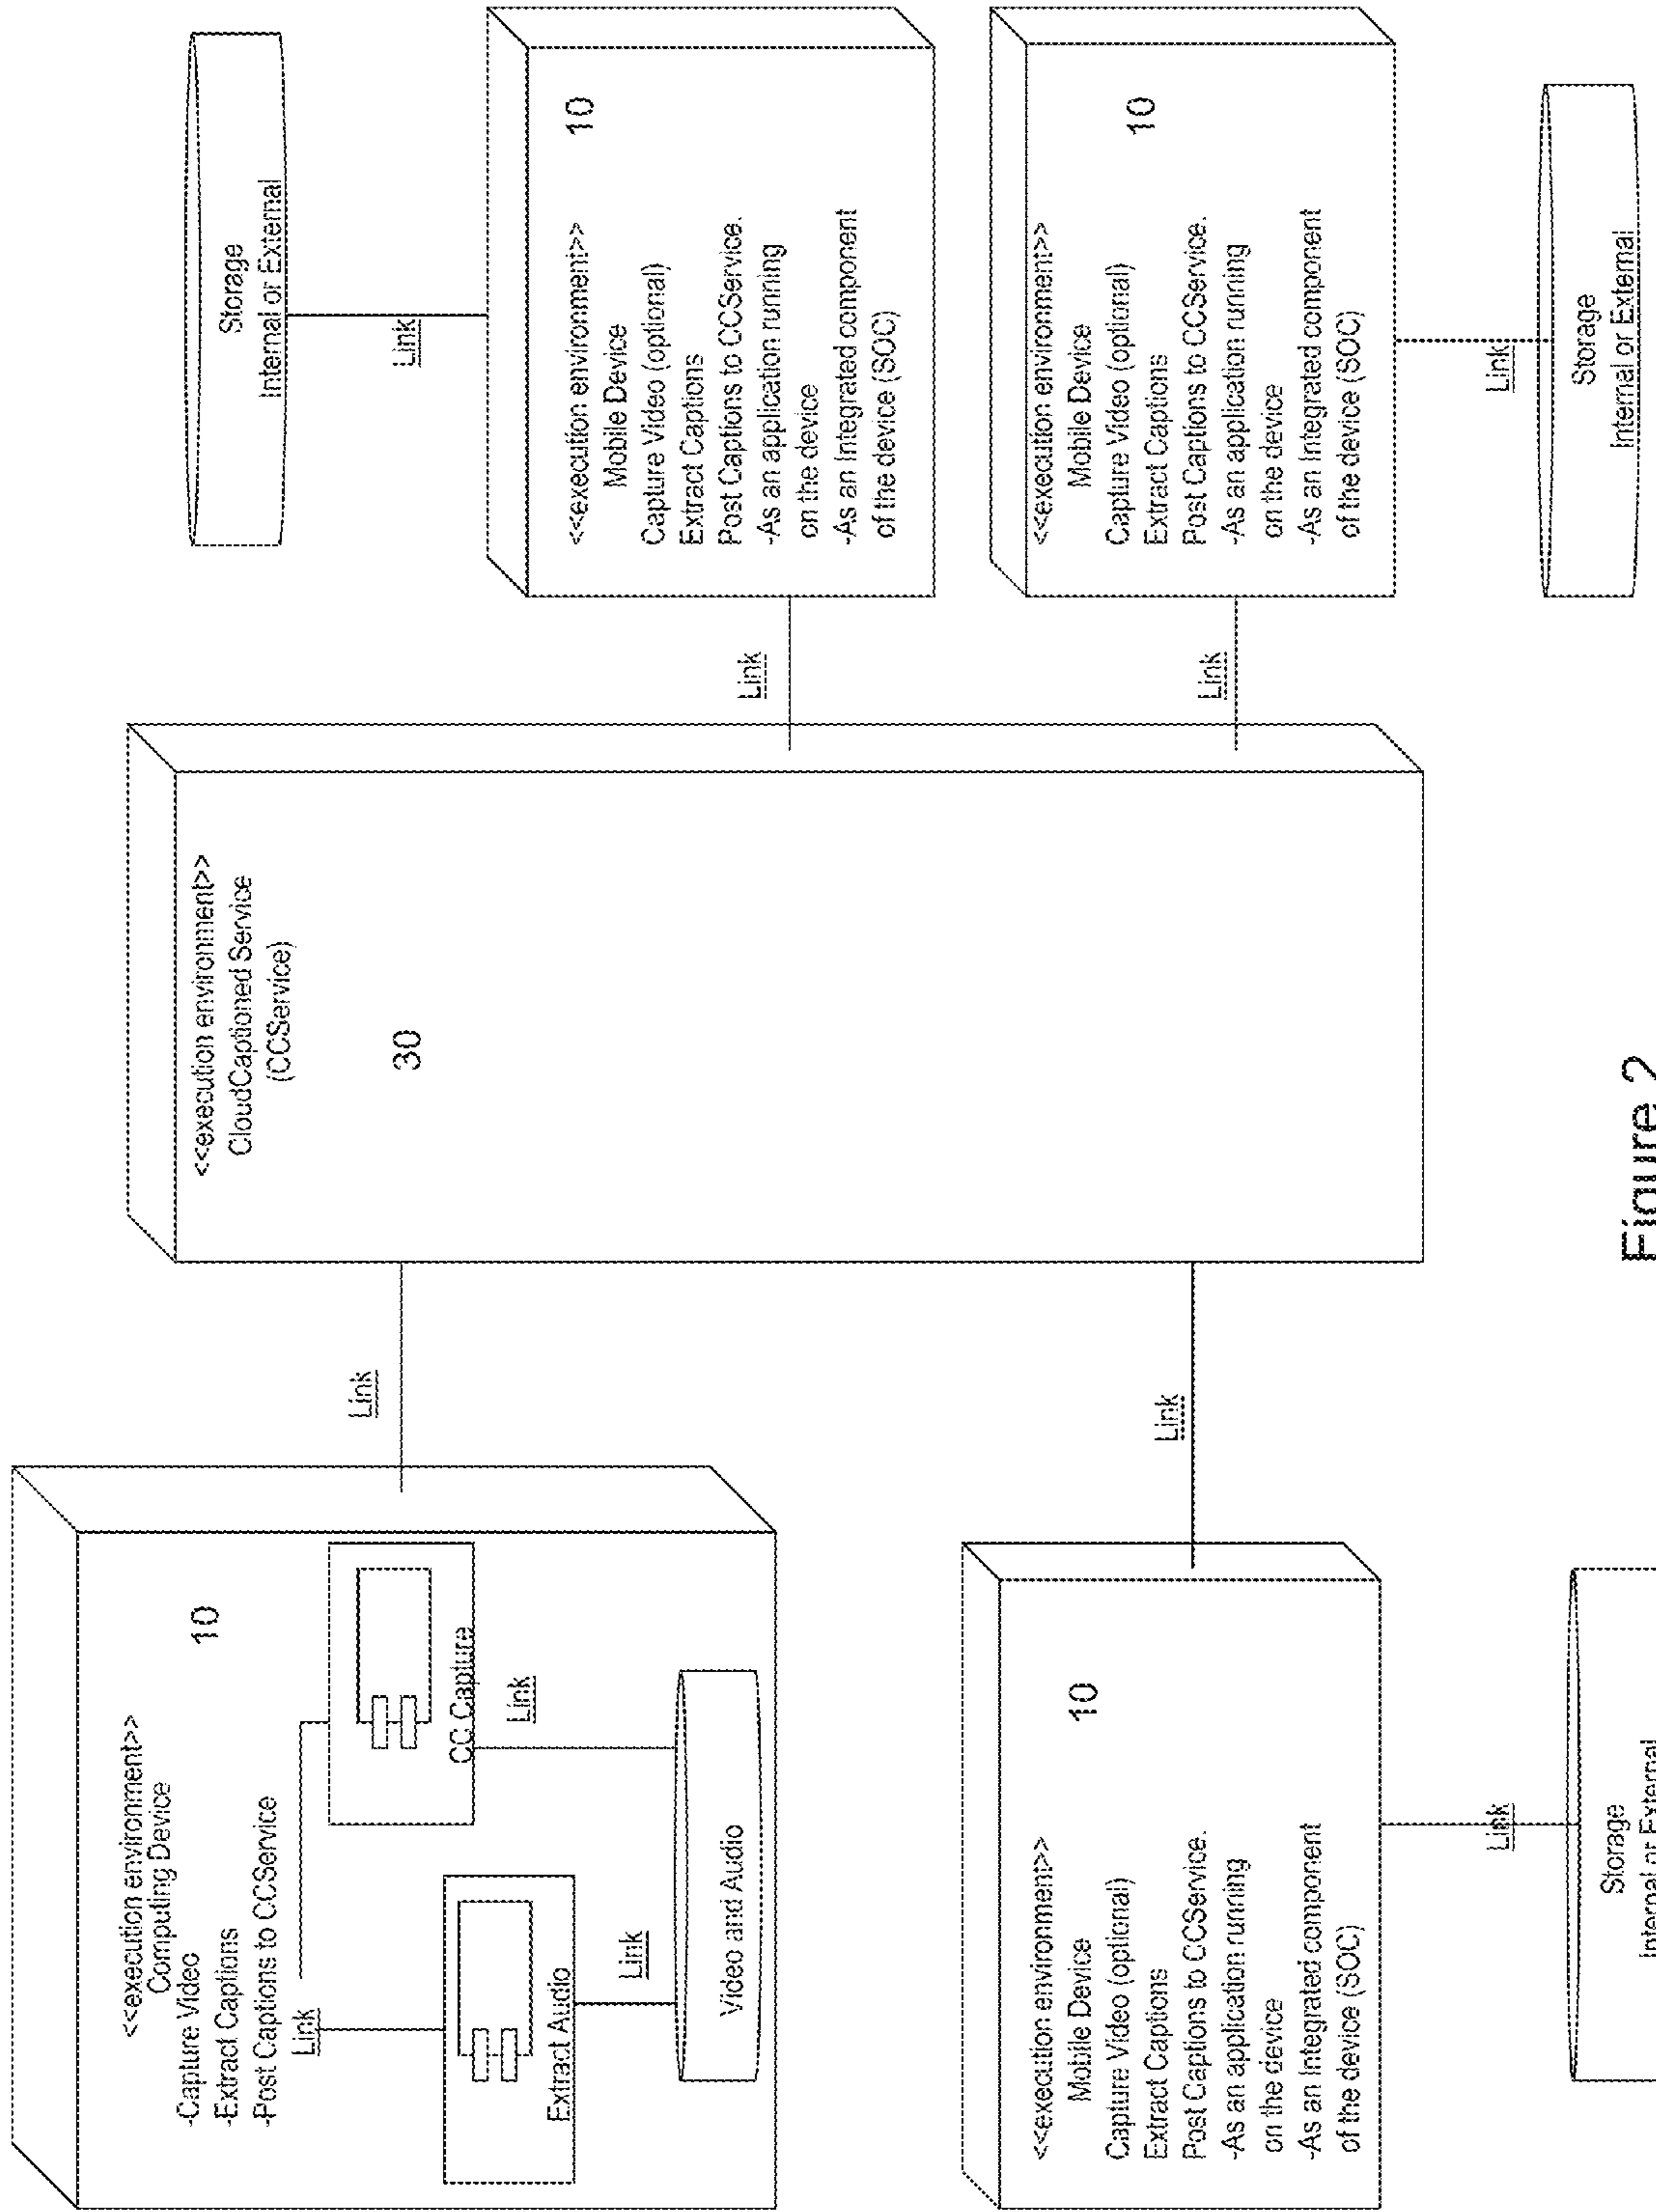 <<execution environment>>
Computing Device
-Capture Video
-Extract Captions
-Post Captions to CCService
10
Link
CC Capture
Link
Extract Audio
Link
Video and Audio
Link
<<execution environment>>
CloudCaptioned Service
(CCService)
30
Storage
Internal or External
Link
<<execution environment>>
Mobile Device
Capture Video (optional)
Extract Captions
Post Captions to CCService.
-As an application running
on the device
-As an Integrated component
of the device (SOC)
10
Link
<<execution environment>>
Mobile Device
Capture Video (optional)
Extract Captions
Post Captions to CCService.
-As an application running
on the device
-As an Integrated component
of the device (SOC)
10
Link
Link
Storage
Internal or External
<<execution environment>>
Mobile Device
Capture Video (optional)
Extract Captions
Post Captions to CCService.
-As an application running
on the device
-As an Integrated component
of the device (SOC)
10
Link
Link
Storage
Internal or External
Figure 2